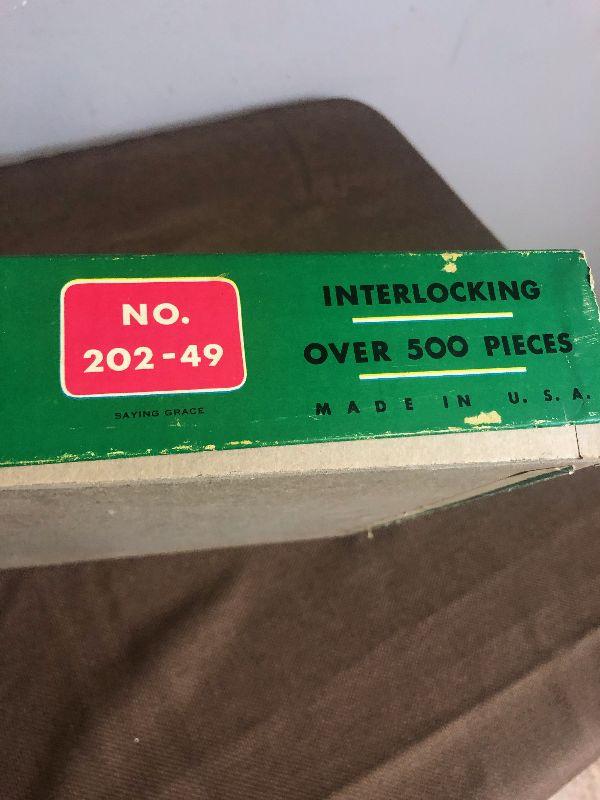 NO.
202-49
SAYING GRACE
INTERLOCKING
OVER 500 PIECES
MADE IN U.S.A.